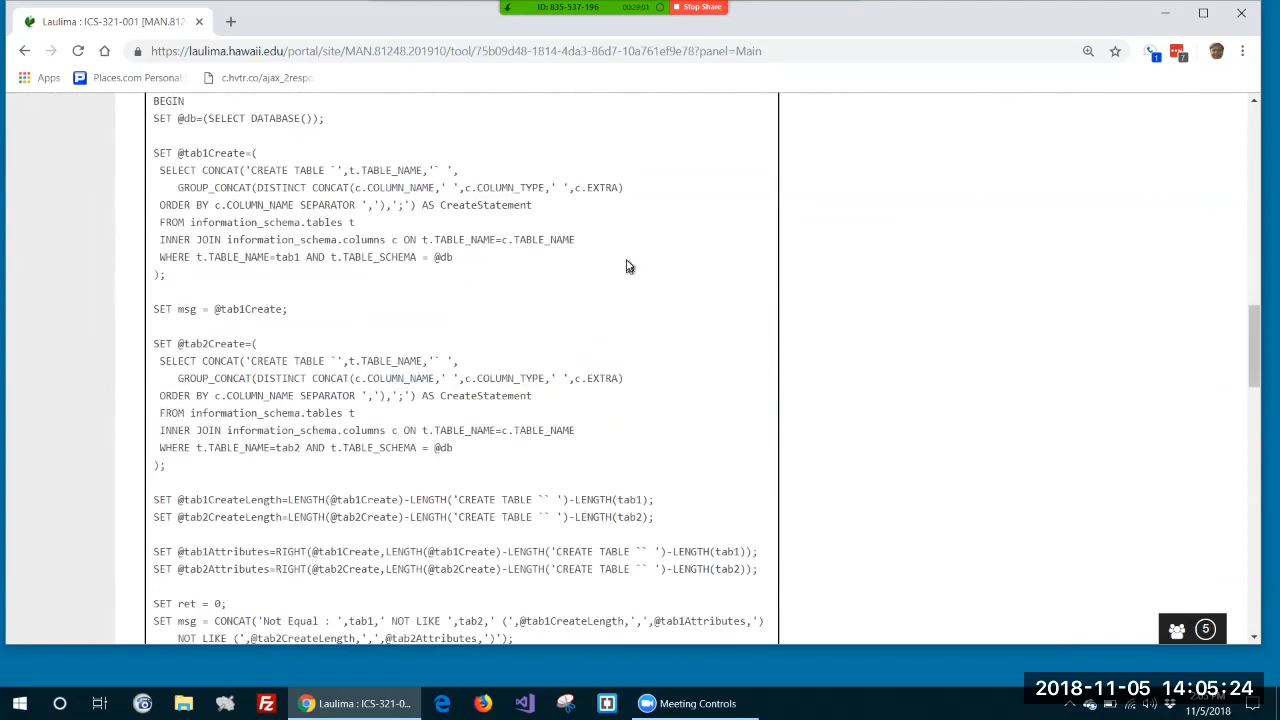 ID: 835-537-196
00:29:03
Stop Share
Laulima : ICS-321-001 [MAN.812
https://laulima.hawaii.edu/portal/site/MAN.81248.201910/tool/75b09d48-1814-4da3-86d7-10a761ef9e78?panel=Main
1
7
Apps
Places.com Personal
c.hvtr.co/ajax_2respo
BEGIN
SET @db=(SELECT DATABASE());
SET @tab1Create=(
SELECT CONCAT('CREATE TABLE `',t.TABLE_NAME,'` ',
GROUP_CONCAT(DISTINCT CONCAT(c.COLUMN_NAME,' ',c.COLUMN_TYPE,' ',c.EXTRA)
ORDER BY c.COLUMN_NAME SEPARATOR ','),';') AS CreateStatement
FROM information_schema.tables t
INNER JOIN information_schema.columns c ON t.TABLE_NAME=c.TABLE_NAME
WHERE t.TABLE_NAME=tab1 AND t.TABLE_SCHEMA = @db
);
SET msg = @tab1Create;
SET @tab2Create=(
SELECT CONCAT('CREATE TABLE `',t.TABLE_NAME,'` ',
GROUP_CONCAT(DISTINCT CONCAT(c.COLUMN_NAME,' ',c.COLUMN_TYPE,' ',c.EXTRA)
ORDER BY c.COLUMN_NAME SEPARATOR ','),';') AS CreateStatement
FROM information_schema.tables t
INNER JOIN information_schema.columns c ON t.TABLE_NAME=c.TABLE_NAME
WHERE t.TABLE_NAME=tab2 AND t.TABLE_SCHEMA = @db
);
SET @tab1CreateLength=LENGTH(@tab1Create)-LENGTH('CREATE TABLE `` ')-LENGTH(tab1);
SET @tab2CreateLength=LENGTH(@tab2Create)-LENGTH('CREATE TABLE `` ')-LENGTH(tab2);
SET @tab1Attributes=RIGHT(@tab1Create,LENGTH(@tab1Create)-LENGTH('CREATE TABLE `` ')-LENGTH(tab1));
SET @tab2Attributes=RIGHT(@tab2Create,LENGTH(@tab2Create)-LENGTH('CREATE TABLE `` ')-LENGTH(tab2));
SET ret = 0;
SET msg = CONCAT('Not Equal : ',tab1,' NOT LIKE ',tab2,' (',@tab1CreateLength,',',@tab1Attributes,')
NOT LIKE (',@tab2CreateLength,',',@tab2Attributes,')');
5
Laulima : ICS-321-0...
Meeting Controls
2018-11-05 14:05:24
11/5/2018